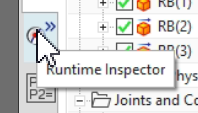 RB(1)
RB(2)
RB(3)
Runtime Inspector
P2=
Joints and Co